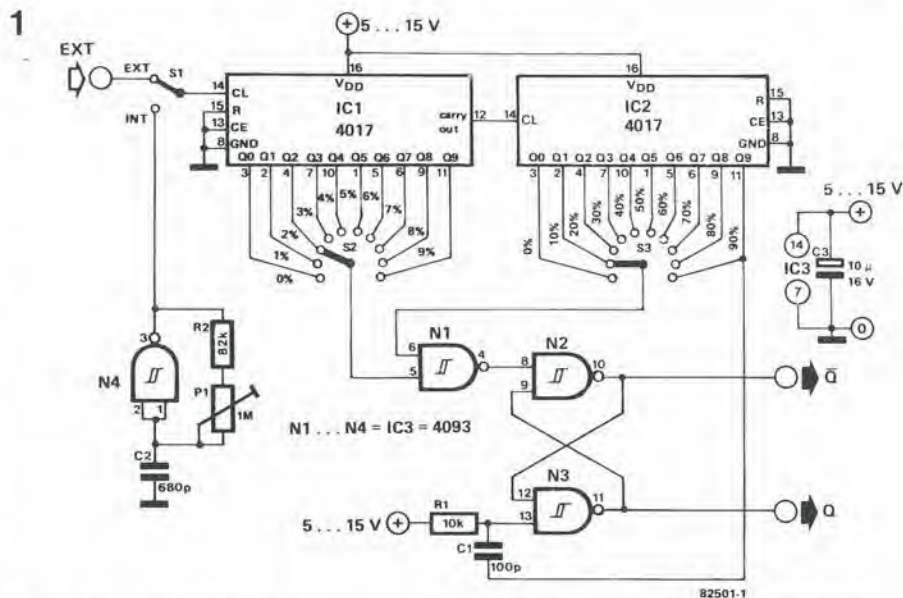 1
5 ... 15 V
EXT
EXT
S1
INT
14
15
13
8
CL
R
CE
GND
16
VDD
IC1
4017
carry
out
12
14
16
VDD
IC2
4017
CL
R
CE
GND
15
13
8
Q0 Q1 Q2 Q3 Q4 Q5 Q6 Q7 Q8 Q9
3 2 4 7 10 1 5 6 9 11
Q0 Q1 Q2 Q3 Q4 Q5 Q6 Q7 Q8 Q9
3 2 4 7 10 1 5 6 9 11
0%
1%
2%
3%
4%
5%
6%
7%
8%
9%
S2
0%
10%
20%
30%
40%
50%
60%
70%
80%
90%
S3
5 ... 15 V
14
IC3
7
C3
10 µ
16 V
0
3
N4
2 1
R2
82k
P1
1M
C2
680p
N1
6
5
4
N2
8
9
10
Q̅
N1 ... N4 = IC3 = 4093
N3
12
13
11
Q
5 ... 15 V
R1
10k
C1
100p
82501-1